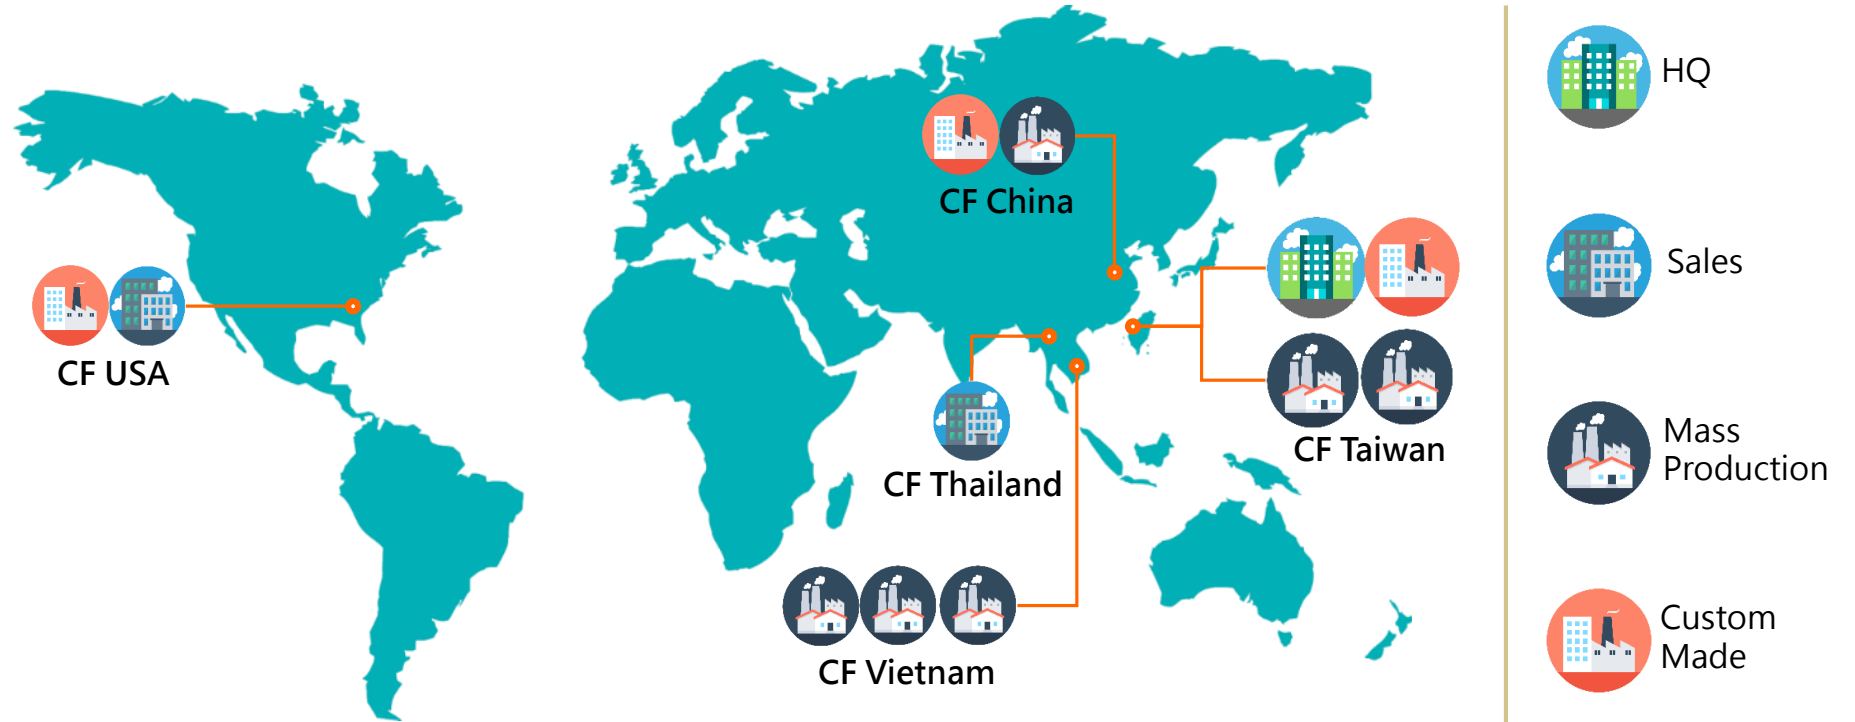 CF China
CF USA
CF Taiwan
CF Thailand
CF Vietnam
HQ
Sales
Mass
Production
Custom
Made